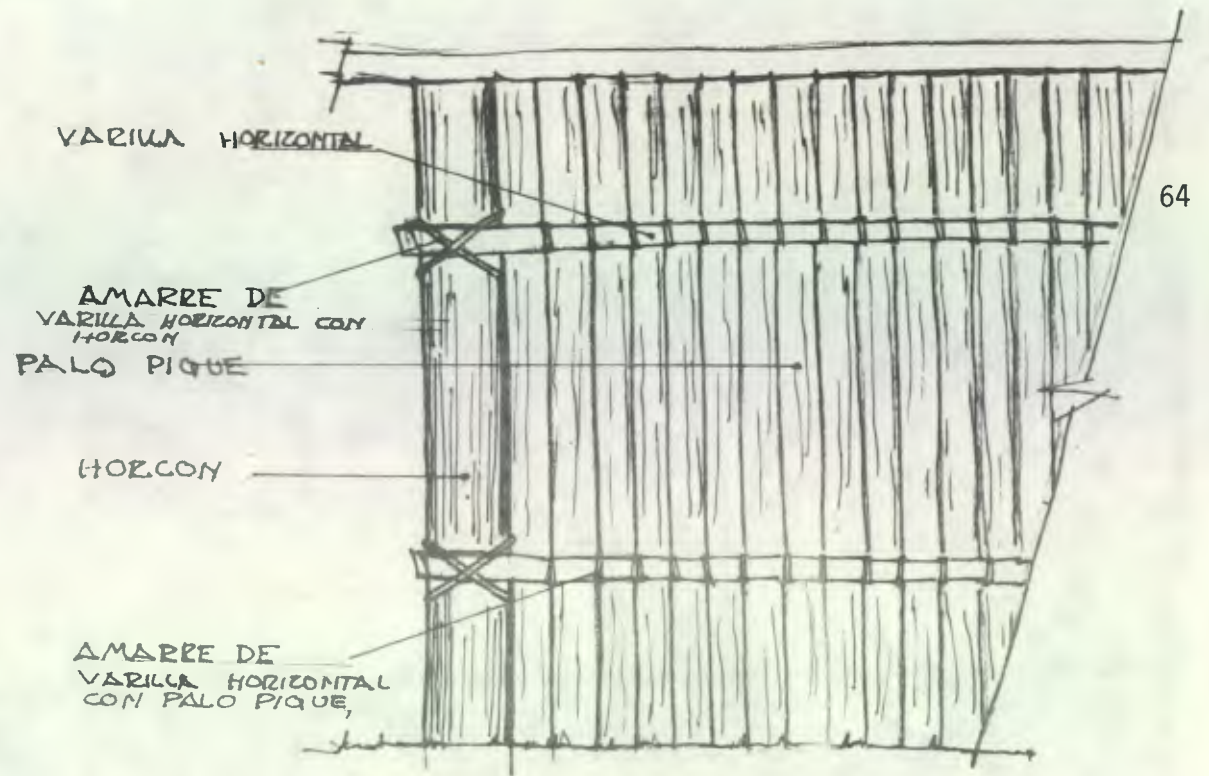 VARILLA HORIZONTAL
64
AMARRE DE
VARILLA HORIZONTAL CON
HORCON
PALO PIQUE
HORCON
AMARRE DE
VARILLA HORIZONTAL
CON PALO PIQUE,